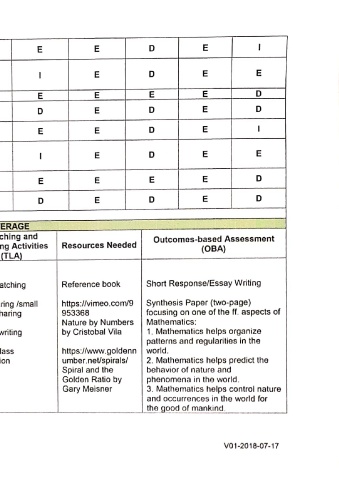 E E D E I
I E D E E
E E E E D
D E D E D
E E D E I
I E D E E
E E E E D
D E D E D
ERAGE
ching and
ng Activities
(TLA)
Resources Needed
Outcomes-based Assessment
(OBA)
atching
Reference book
Short Response/Essay Writing
ring /small
haring
writing
lass
ion
https://vimeo.com/9
953368
Nature by Numbers
by Cristobal Vila
https://www.goldenn
umber.net/spirals/
Spiral and the
Golden Ratio by
Gary Meisner
Synthesis Paper (two-page)
focusing on one of the ff. aspects of
Mathematics:
1. Mathematics helps organize
patterns and regularities in the
world.
2. Mathematics helps predict the
behavior of nature and
phenomena in the world.
3. Mathematics helps control nature
and occurrences in the world for
the good of mankind.
V01-2018-07-17